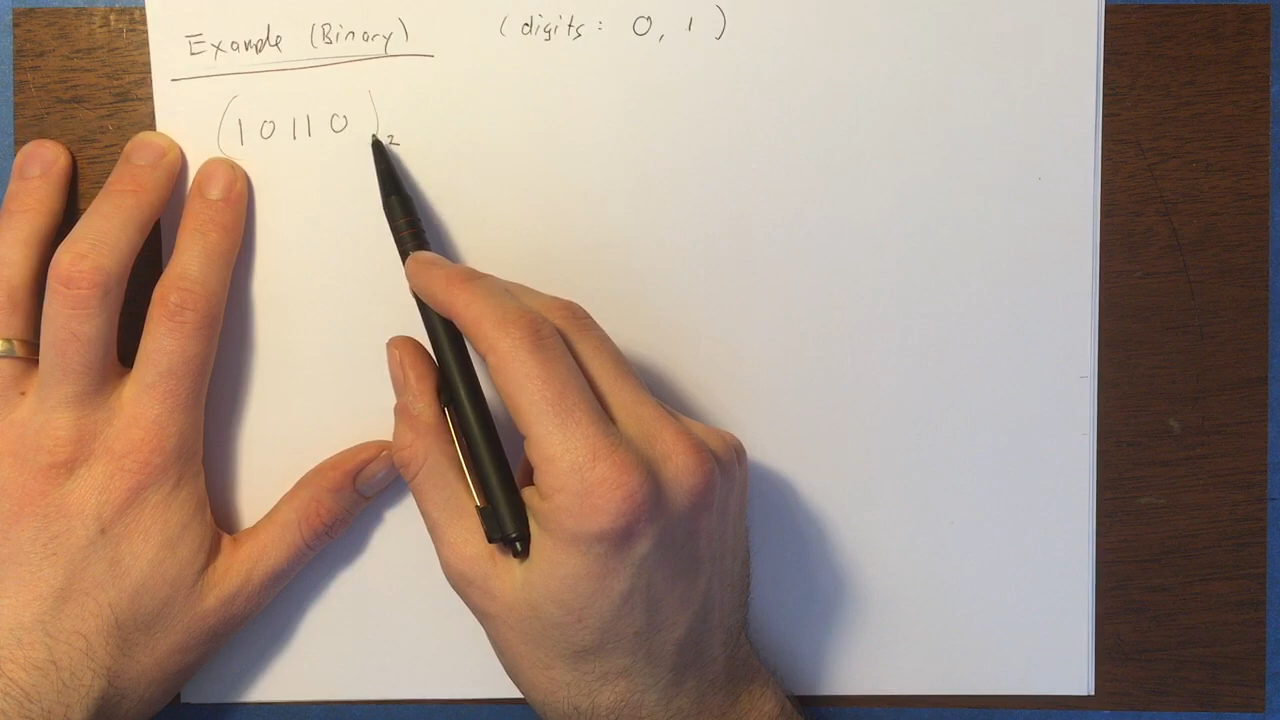 Example (Binary) (digits: 0, 1)
(10110)₂